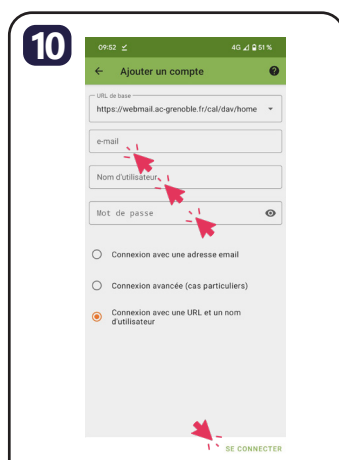 10
09:52
4G 51 %
Ajouter un compte
URL de base
https://webmail.ac-grenoble.fr/cal/dav/home
e-mail
Nom d'utilisateur
Mot de passe
Connexion avec une adresse email
Connexion avancée (cas particuliers)
Connexion avec une URL et un nom
d'utilisateur
SE CONNECTER